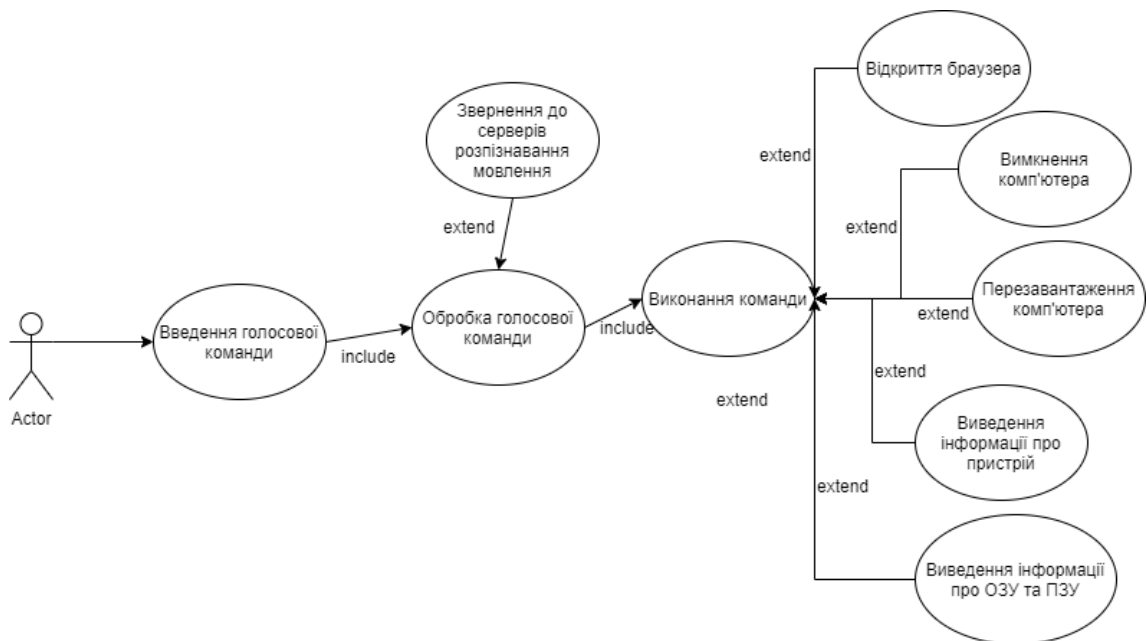 Відкриття браузера
Звернення до
серверів
розпізнавання
мовлення
extend
Вимкнення
комп'ютера
extend
extend
Перезавантаження
комп'ютера
extend
Виконання команди
Обробка голосової
команди
include
Введення голосової
команди
include
Actor
extend
extend
Виведення
інформації про
пристрій
extend
Виведення інформації
про ОЗУ та ПЗУ